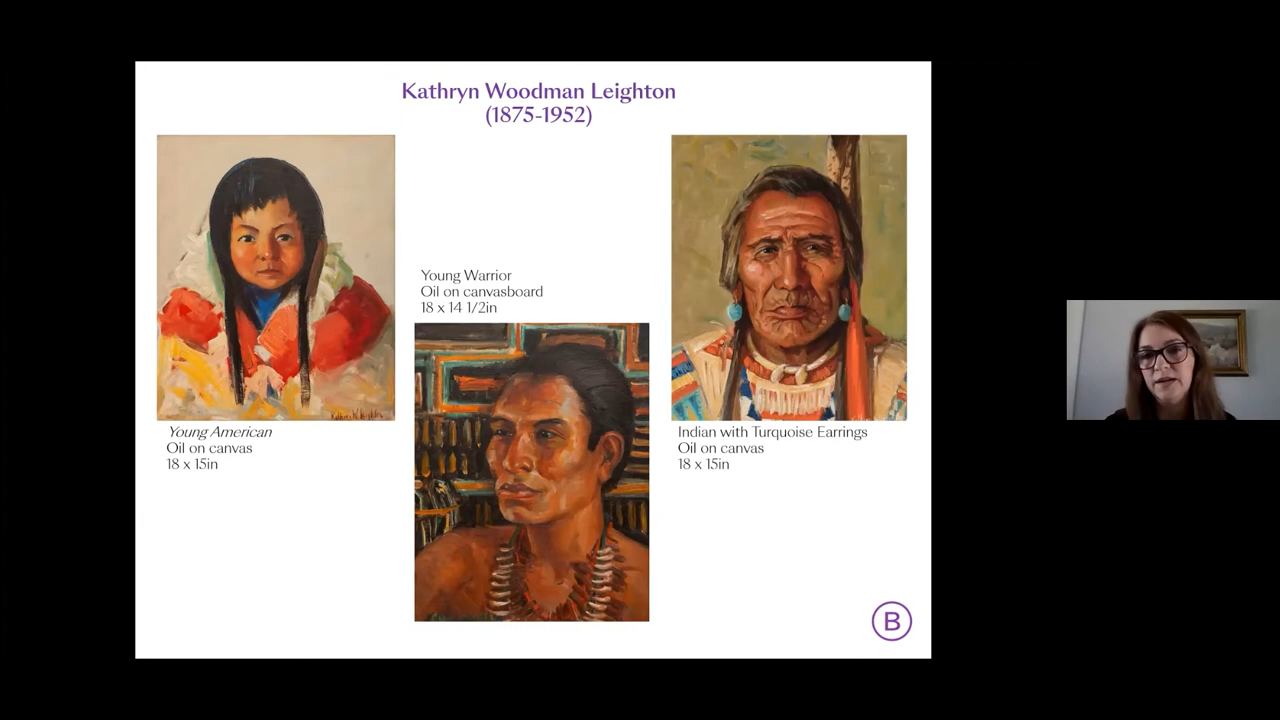 Kathryn Woodman Leighton
(1875-1952)
Young American
Oil on canvas
18 x 15in
Young Warrior
Oil on canvasboard
18 x 14 1/2in
Indian with Turquoise Earrings
Oil on canvas
18 x 15in
B